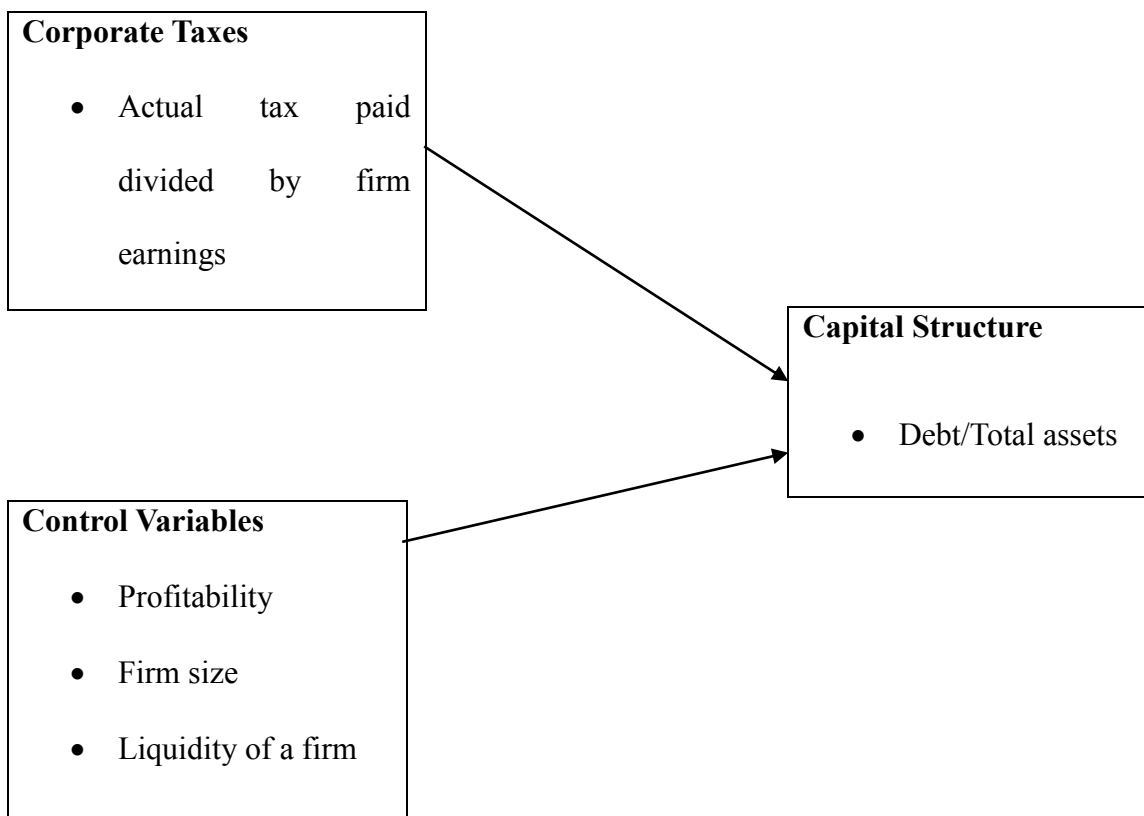 Corporate Taxes
• Actual tax paid
divided by firm
earnings
Capital Structure
• Debt/Total assets
Control Variables
• Profitability
• Firm size
• Liquidity of a firm